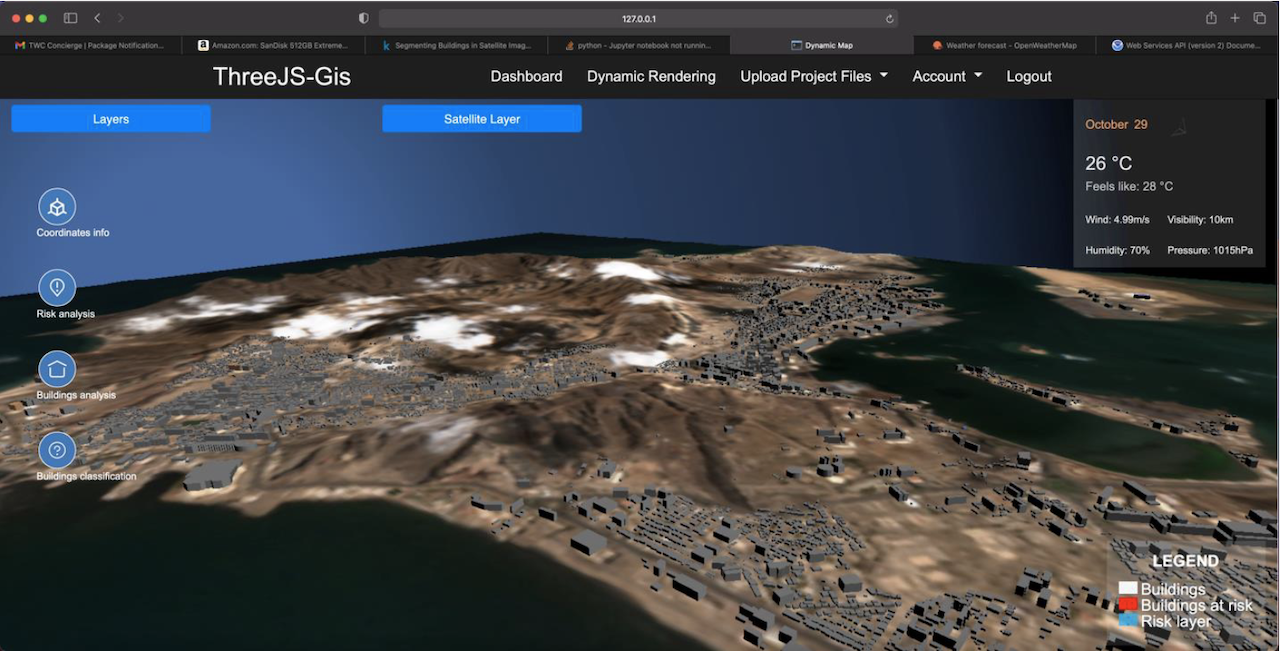 127.0.0.1
TWC Concierge | Package Notification...
Amazon.com: SanDisk 512GB Extreme...
Segmenting Buildings in Satellite Imag...
python - Jupyter notebook not runnin...
Dynamic Map
Weather forecast - OpenWeatherMap
Web Services API (version 2) Docume...
ThreeJS-Gis
Dashboard
Dynamic Rendering
Upload Project Files
Account
Logout
Layers
Satellite Layer
October 29
26 °C
Feels like: 28 °C
Wind: 4.99m/s Visibility: 10km
Humidity: 70% Pressure: 1015hPa
Coordinates info
Risk analysis
Buildings analysis
Buildings classification
LEGEND
Buildings
Buildings at risk
Risk layer